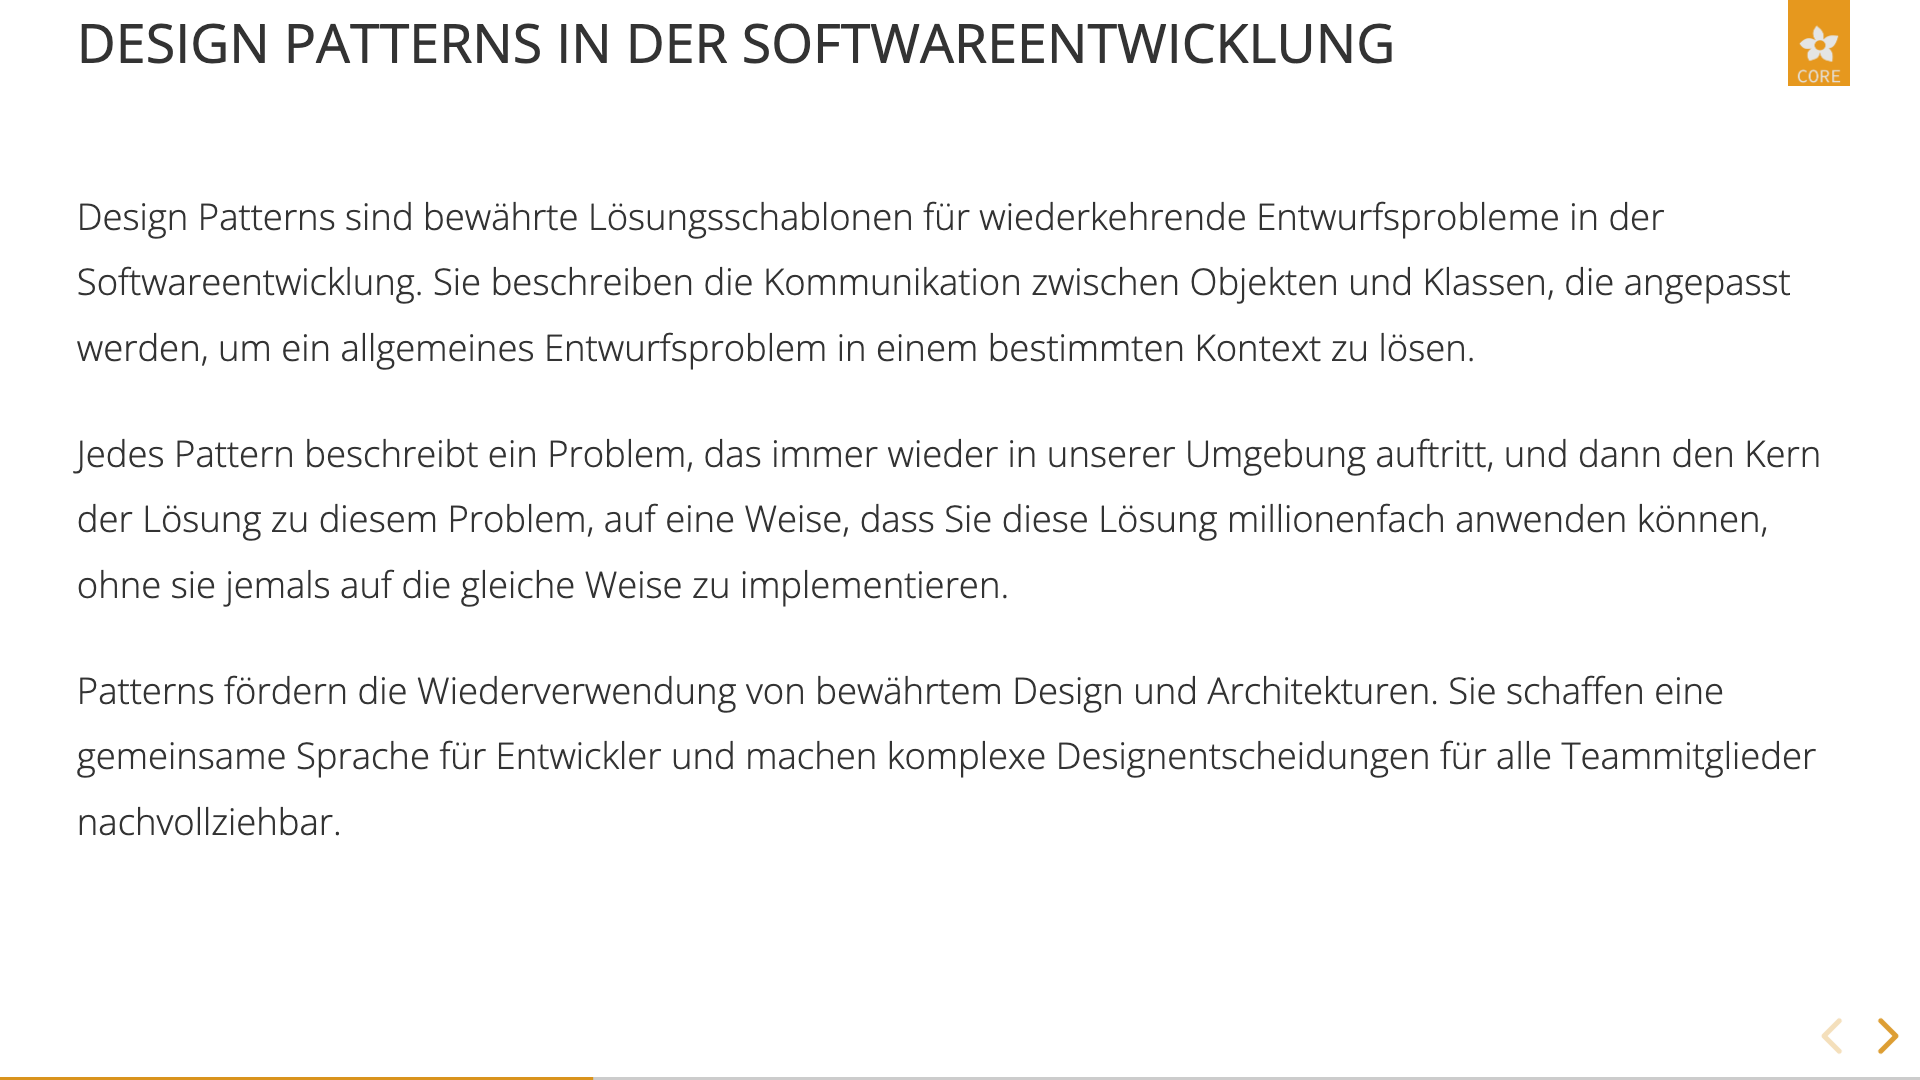 DESIGN PATTERNS IN DER SOFTWAREENTWICKLUNG
CORE
Design Patterns sind bewährte Lösungsschablonen für wiederkehrende Entwurfsprobleme in der
Softwareentwicklung. Sie beschreiben die Kommunikation zwischen Objekten und Klassen, die angepasst
werden, um ein allgemeines Entwurfsproblem in einem bestimmten Kontext zu lösen.
Jedes Pattern beschreibt ein Problem, das immer wieder in unserer Umgebung auftritt, und dann den Kern
der Lösung zu diesem Problem, auf eine Weise, dass Sie diese Lösung millionenfach anwenden können,
ohne sie jemals auf die gleiche Weise zu implementieren.
Patterns fördern die Wiederverwendung von bewährtem Design und Architekturen. Sie schaffen eine
gemeinsame Sprache für Entwickler und machen komplexe Designentscheidungen für alle Teammitglieder
nachvollziehbar.